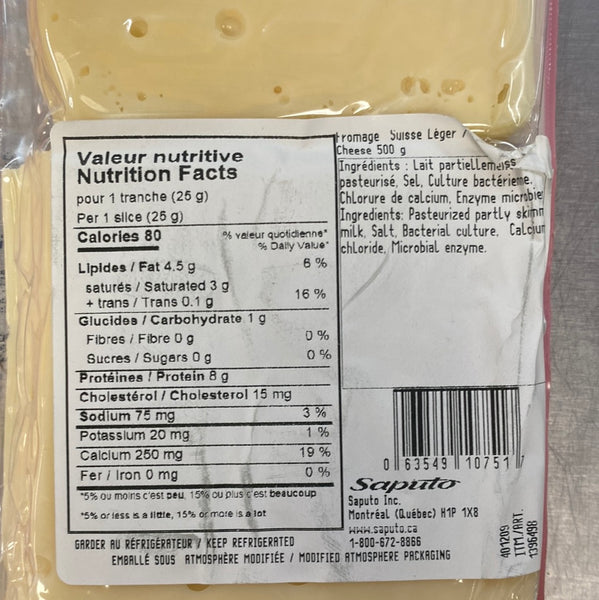 Valeur nutritive
Nutrition Facts
pour 1 tranche (25 g)
Per 1 slice (25 g)
Calories 80
% valeur quotidienne*
% Daily Value*
Lipides / Fat 4.5 g 6 %
saturés / Saturated 3 g
+ trans / Trans 0.1 g 16 %
Glucides / Carbohydrate 1 g
Fibres / Fibre 0 g 0 %
Sucres / Sugars 0 g 0 %
Protéines / Protein 8 g
Cholestérol / Cholesterol 15 mg
Sodium 75 mg 3 %
Potassium 20 mg 1 %
Calcium 250 mg 19 %
Fer / Iron 0 mg 0 %
*5% ou moins c'est peu, 15% ou plus c'est beaucoup
*5% or less is a little, 15% or more is a lot
GARDER AU RÉFRIGÉRATEUR / KEEP REFRIGERATED
EMBALLÉ SOUS ATMOSPHÈRE MODIFIÉE / MODIFIED ATMOSPHERE PACKAGING
Fromage Suisse Léger /
Cheese 500 g
Ingrédients : Lait
pasteurisé, Sel, Culture bactérienne,
Chlorure de calcium, Enzyme
Ingredients: Pasteurized partly
milk, Salt, Bacterial culture,
chloride, Microbial enzyme.
0 63549 10751 7
Saputo
Saputo Inc.
Montréal (Québec) H1P 1X8
www.saputo.ca
1-800-672-8866
401209
ITM/ART.
1396498